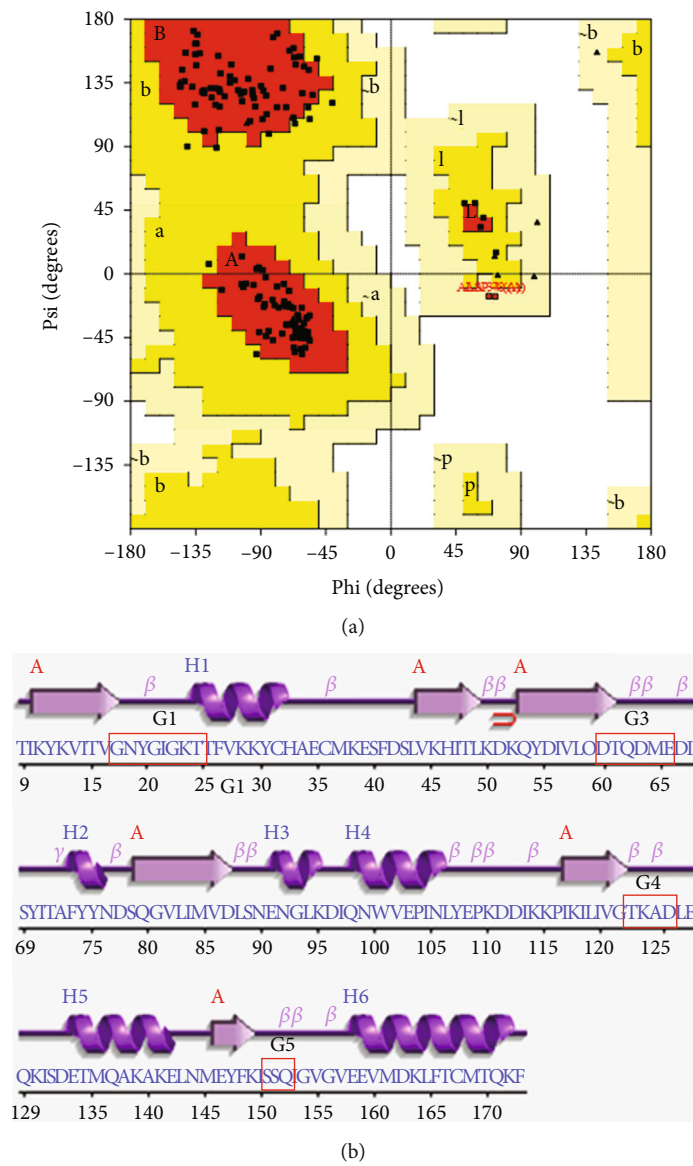 180
B
~b
b
135
b
~b
~l
90
l
45
L
a
A
0
~a
−45
−90
−135
~b
~p
b
p
~b
−180 −135 −90 −45 0 45 90 135 180
Psi (degrees)
Phi (degrees)
(a)
A β H1 β A ββ A ββ β
G1 G3
TIKYKVITVGNYGIGKTTFVKKYCHAECMKESFDSLVKHITLKDKQYDIVLODTQDMEDI
9 15 20 25 G1 30 35 40 45 50 55 60 65
γ H2 β A ββ H3 H4 β ββ β A β β
G4
SYITAFYYNDSQGVLIMVDLSNENGLKDIQNWVEPINLYEPKDDIKKPIKILIVGTKADLE
69 75 80 85 90 95 100 105 110 115 120 125
H5 A ββ β H6
G5
QKISDETMQAKAKELNMEYFKISSQIGVGVEEVMDKLFTCMTQKF
129 135 140 145 150 155 160 165 170
(b)